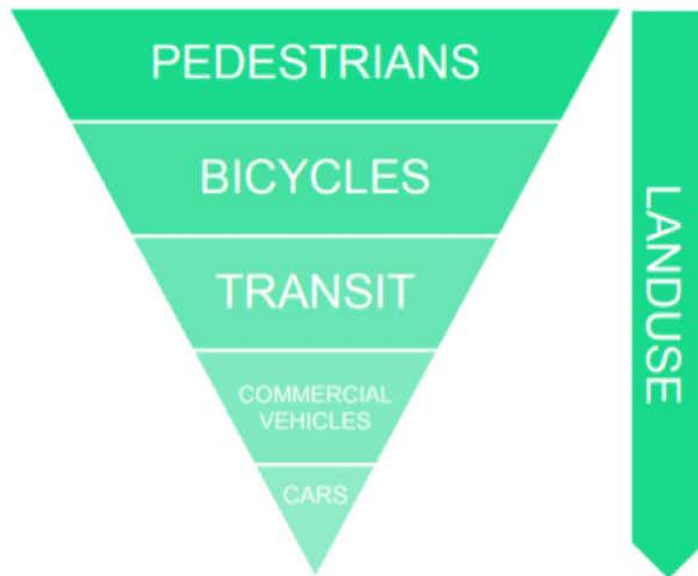 PEDESTRIANS
BICYCLES
TRANSIT
COMMERCIAL
VEHICLES
CARS
LANDUSE